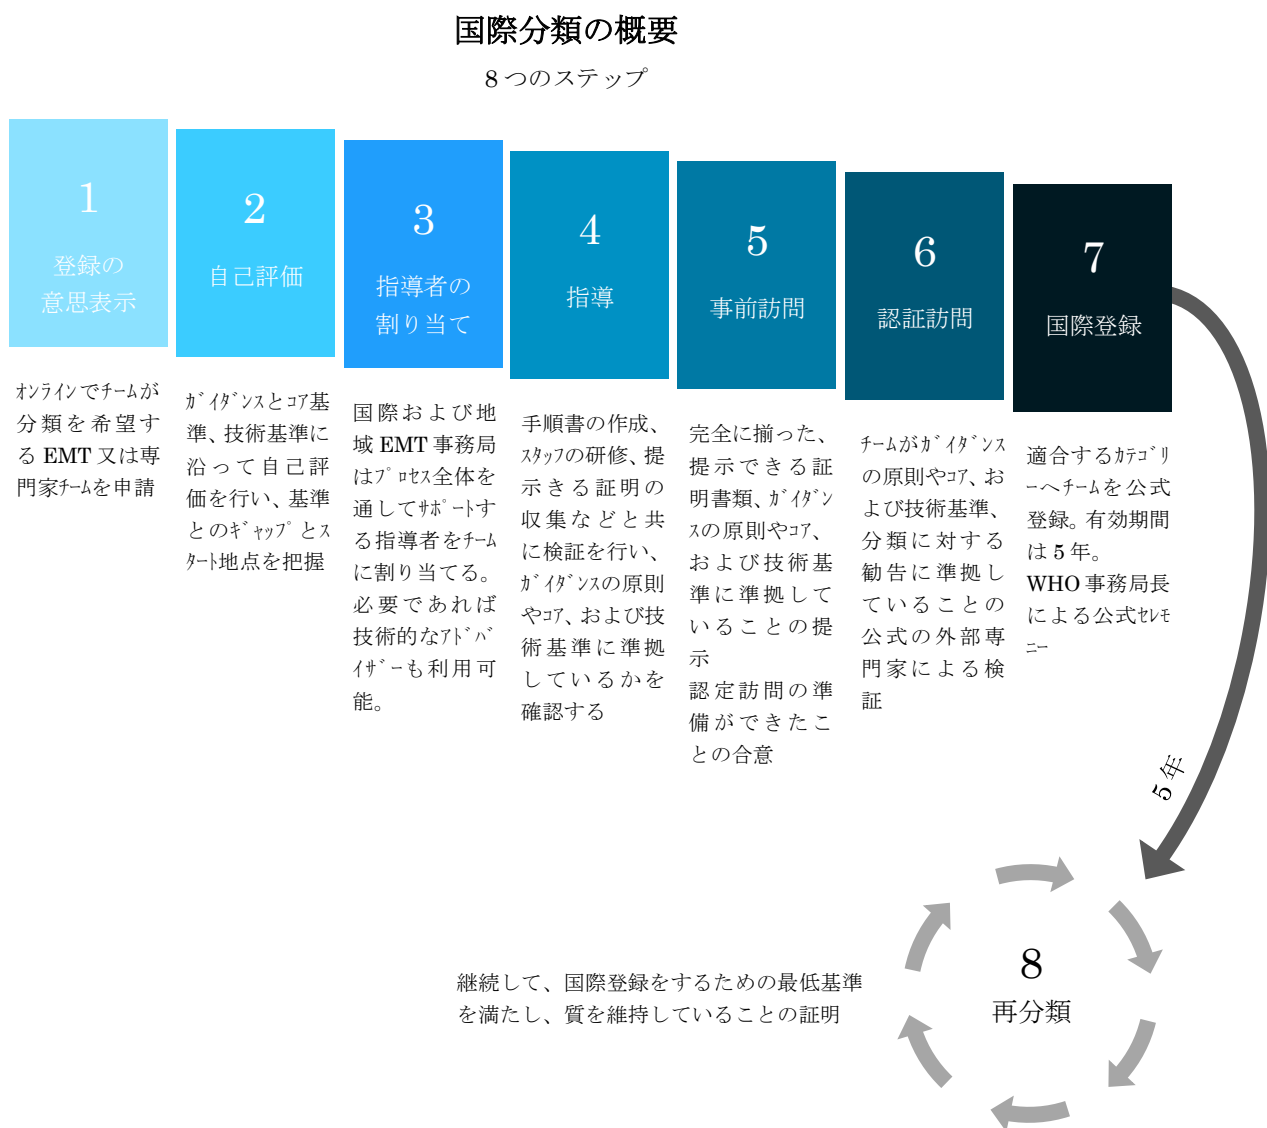 国際分類の概要
8つのステップ
1
登録の
意思表示
オンラインでチームが
分類を希望す
る EMT 又は専
門家チームを申請
2
自己評価
ガイダンスとコア基
準、技術基準に
沿って自己評
価を行い、基準
とのギャップとス
タート地点を把握
3
指導者の
割り当て
国際および地
域 EMT 事務局
はプロセス全体を
通してサポートす
る指導者をチーム
に割り当てる。
必要であれば
技術的なアドバ
イザーも利用可
能。
4
指導
手順書の作成、
スタッフの研修、提
示きる証明の
収集などと共
に検証を行い、
ガイダンスの原則
やコア、および技
術基準に準拠
しているかを
確認する
5
事前訪問
完全に揃った、
提示できる証
明書類、ガイダン
スの原則やコア、
および技術基
準に準拠して
いることの提
示
認定訪問の準
備ができたこ
との合意
6
認証訪問
チームがガイダンス
の原則やコア、お
よび技術基準、
分類に対する
勧告に準拠し
ていることの
公式の外部専
門家による検
証
7
国際登録
適合するカテゴリ
ーへチームを公式
登録。有効期間
は 5 年。
WHO 事務局長
による公式セレモ
ニー
5 年
8
再分類
継続して、国際登録をするための最低基準
を満たし、質を維持していることの証明